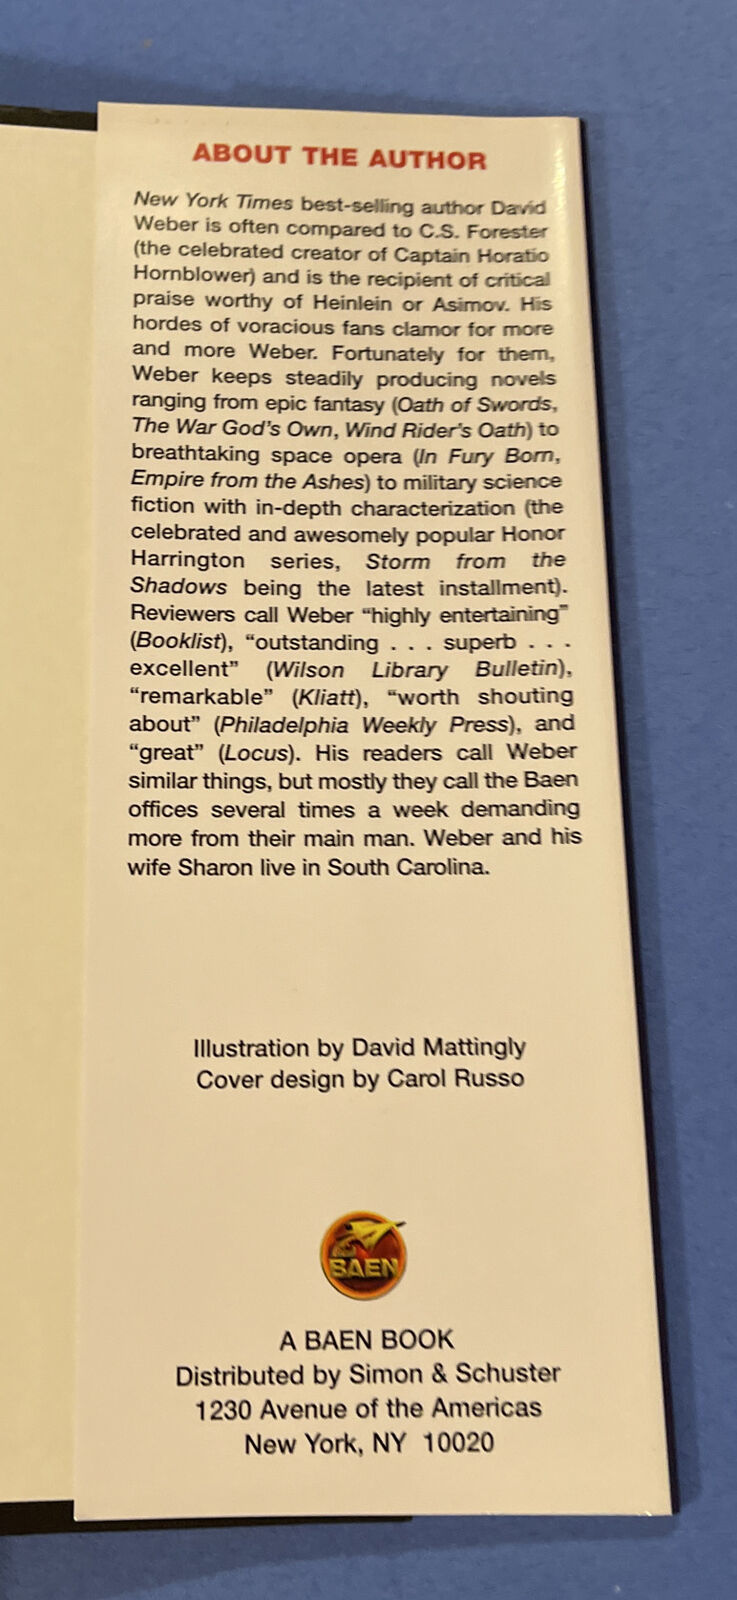 ABOUT THE AUTHOR
New York Times best-selling author David
Weber is often compared to C.S. Forester
(the celebrated creator of Captain Horatio
Hornblower) and is the recipient of critical
praise worthy of Heinlein or Asimov. His
hordes of voracious fans clamor for more
and more Weber. Fortunately for them,
Weber keeps steadily producing novels
ranging from epic fantasy (Oath of Swords,
The War God's Own, Wind Rider's Oath) to
breathtaking space opera (In Fury Born,
Empire from the Ashes) to military science
fiction with in-depth characterization (the
celebrated and awesomely popular Honor
Harrington series, Storm from the
Shadows being the latest installment).
Reviewers call Weber “highly entertaining”
(Booklist), “outstanding . . . superb . . .
excellent” (Wilson Library Bulletin),
“remarkable” (Kliatt), “worth shouting
about” (Philadelphia Weekly Press), and
“great” (Locus). His readers call Weber
similar things, but mostly they call the Baen
offices several times a week demanding
more from their main man. Weber and his
wife Sharon live in South Carolina.
Illustration by David Mattingly
Cover design by Carol Russo
BAEN
A BAEN BOOK
Distributed by Simon & Schuster
1230 Avenue of the Americas
New York, NY 10020